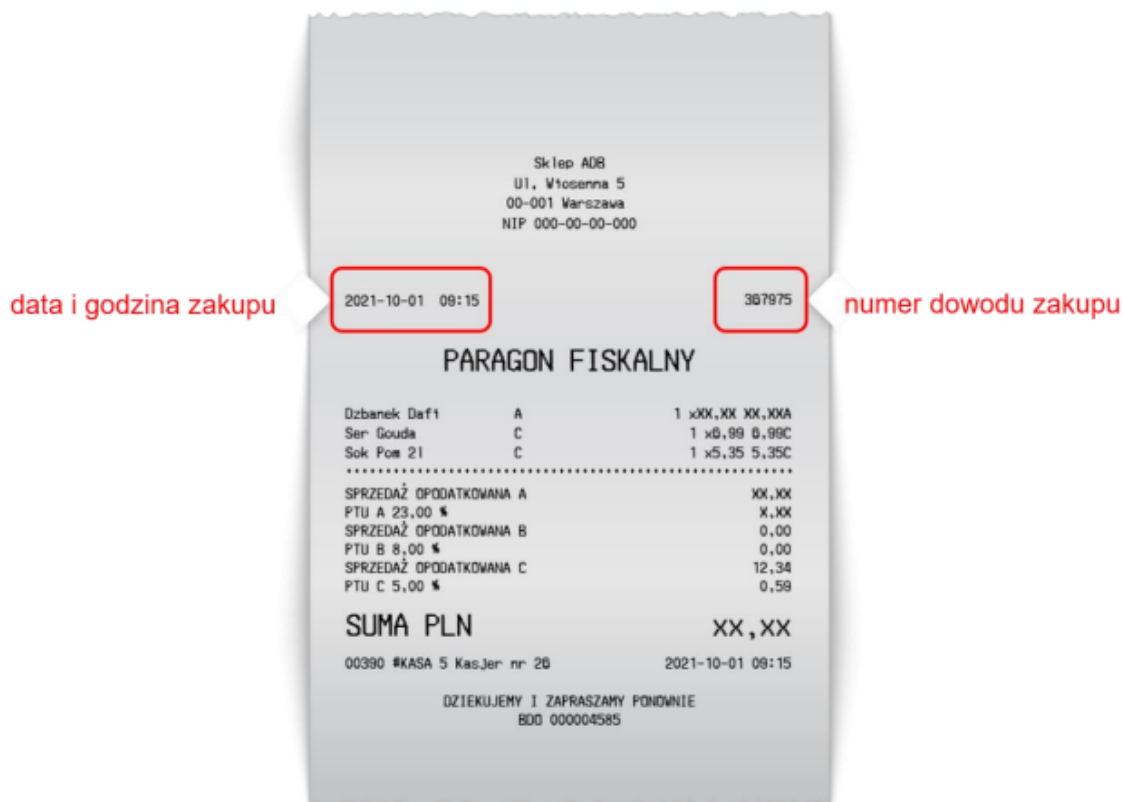 Sklep ADB
Ul. Wiosenna 5
00-001 Warszawa
NIP 000-00-00-000
data i godzina zakupu
2021-10-01 09:15
367975
numer dowodu zakupu
PARAGON FISKALNY
Dzbanek Dafi A 1 xXX,XX XX,XXA
Ser Gouda C 1 x6,99 6,99C
Sok Pom 2l C 1 x5,35 5,35C
SPRZEDAŻ OPODATKOWANA A XX,XX
PTU A 23,00 % X,XX
SPRZEDAŻ OPODATKOWANA B 0,00
PTU B 8,00 % 0,00
SPRZEDAŻ OPODATKOWANA C 12,34
PTU C 5,00 % 0,59
SUMA PLN XX,XX
00390 #KASA 5 Kasjer nr 26 2021-10-01 09:15
DZIEKUJEMY I ZAPRASZAMY PONOWNIE
BDO 000004585